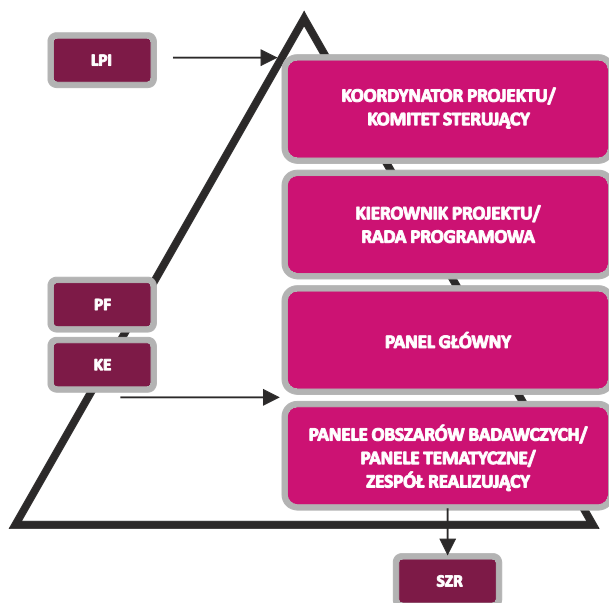 LPI
KOORDYNATOR PROJEKTU/
KOMITET STERUJĄCY
KIEROWNIK PROJEKTU/
RADA PROGRAMOWA
PF
PANEL GŁÓWNY
KE
PANELE OBSZARÓW BADAWCZYCH/
PANELE TEMATYCZNE/
ZESPÓŁ REALIZUJĄCY
SZR